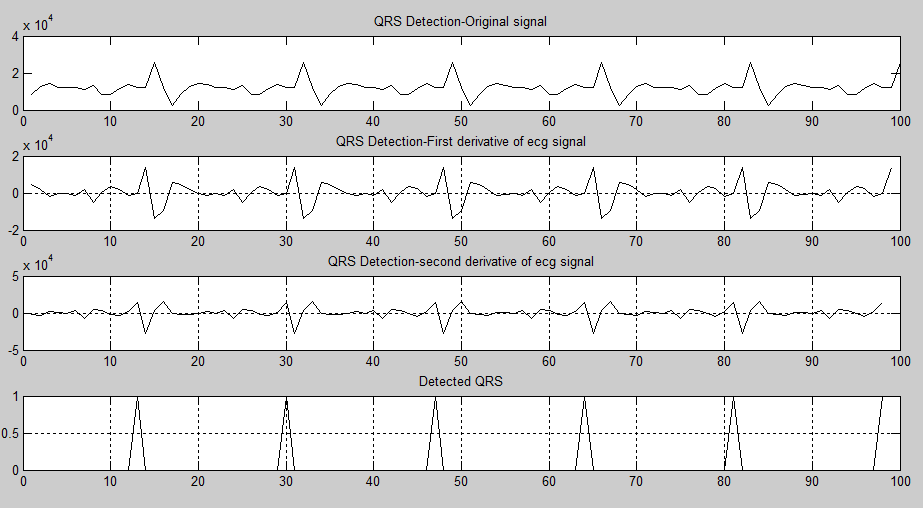 QRS Detection-Original signal
x 10^4
4
2
0
0 10 20 30 40 50 60 70 80 90 100
QRS Detection-First derivative of ecg signal
x 10^4
2
0
-2
0 10 20 30 40 50 60 70 80 90 100
QRS Detection-second derivative of ecg signal
x 10^4
5
0
-5
0 10 20 30 40 50 60 70 80 90 100
Detected QRS
1
0.5
0
0 10 20 30 40 50 60 70 80 90 100